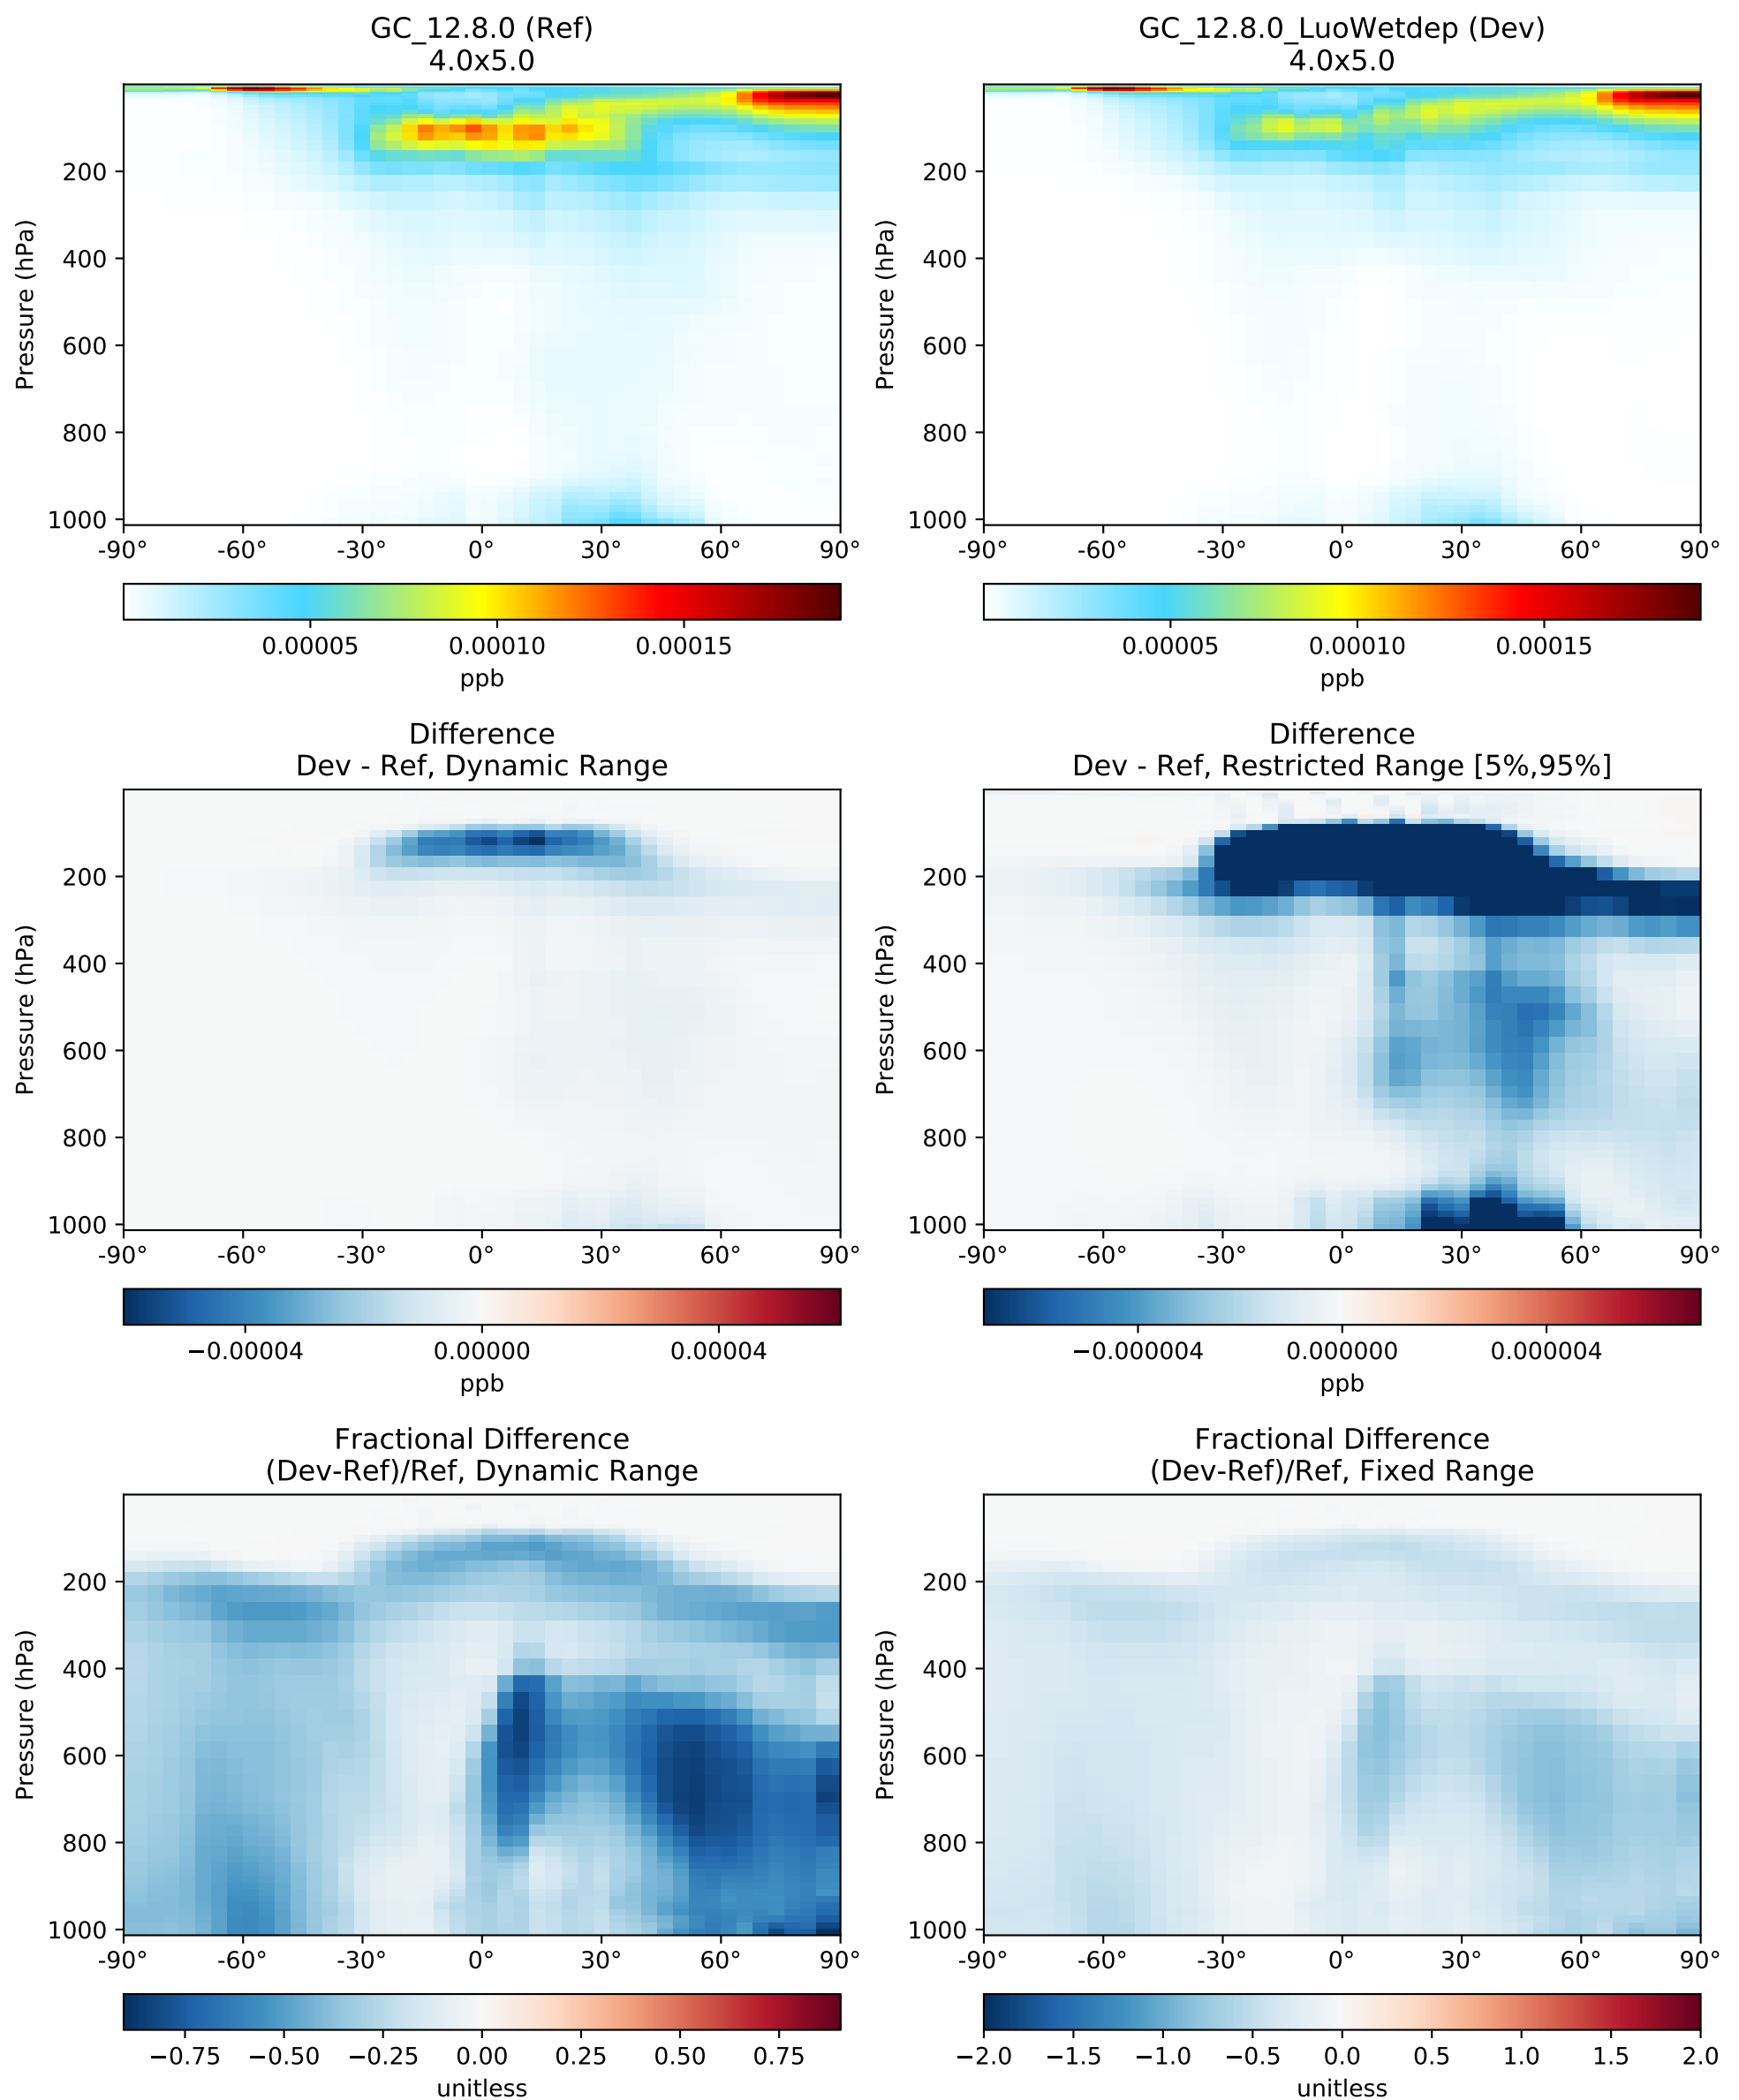 GC_12.8.0 (Ref)
4.0x5.0
Pressure (hPa)
200
400
600
800
1000
-90° -60° -30° 0° 30° 60° 90°
0.00005 0.00010 0.00015
ppb
GC_12.8.0_LuoWetdep (Dev)
4.0x5.0
Pressure (hPa)
200
400
600
800
1000
-90° -60° -30° 0° 30° 60° 90°
0.00005 0.00010 0.00015
ppb
Difference
Dev - Ref, Dynamic Range
Pressure (hPa)
200
400
600
800
1000
-90° -60° -30° 0° 30° 60° 90°
−0.00004 0.00000 0.00004
ppb
Difference
Dev - Ref, Restricted Range [5%,95%]
Pressure (hPa)
200
400
600
800
1000
-90° -60° -30° 0° 30° 60° 90°
−0.000004 0.000000 0.000004
ppb
Fractional Difference
(Dev-Ref)/Ref, Dynamic Range
Pressure (hPa)
200
400
600
800
1000
-90° -60° -30° 0° 30° 60° 90°
−0.75 −0.50 −0.25 0.00 0.25 0.50 0.75
unitless
Fractional Difference
(Dev-Ref)/Ref, Fixed Range
Pressure (hPa)
200
400
600
800
1000
-90° -60° -30° 0° 30° 60° 90°
−2.0 −1.5 −1.0 −0.5 0.0 0.5 1.0 1.5 2.0
unitless